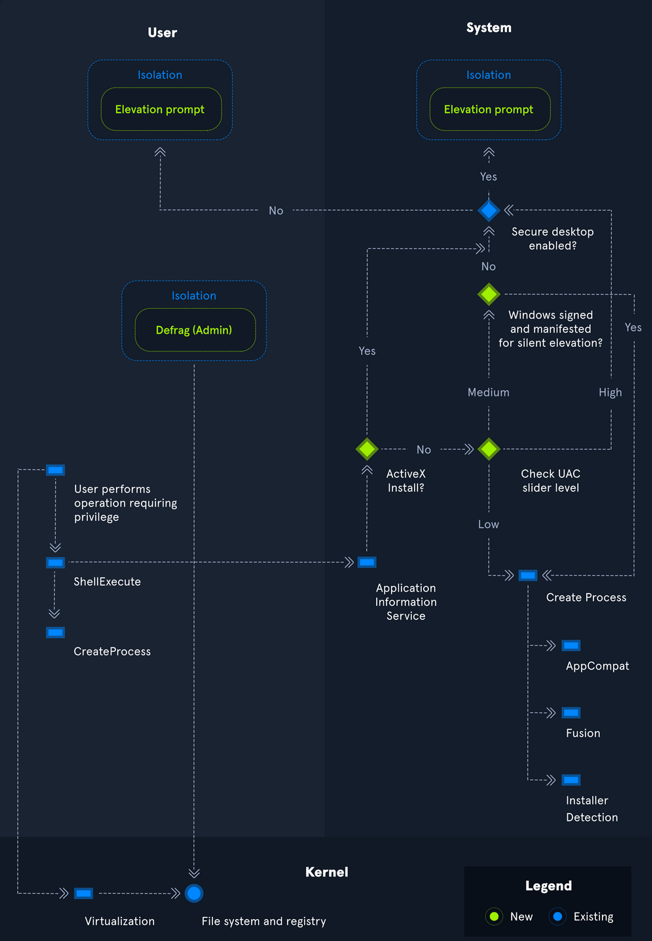 User
System
Isolation
Elevation prompt
Isolation
Elevation prompt
Yes
No
Secure desktop
enabled?
No
Isolation
Defrag (Admin)
Windows signed
and manifested
for silent elevation?
Yes
Yes
Medium
High
No
ActiveX
Install?
Check UAC
slider level
User performs
operation requiring
privilege
Low
ShellExecute
Application
Information
Service
Create Process
CreateProcess
AppCompat
Fusion
Installer
Detection
Kernel
Virtualization
File system and registry
Legend
New
Existing